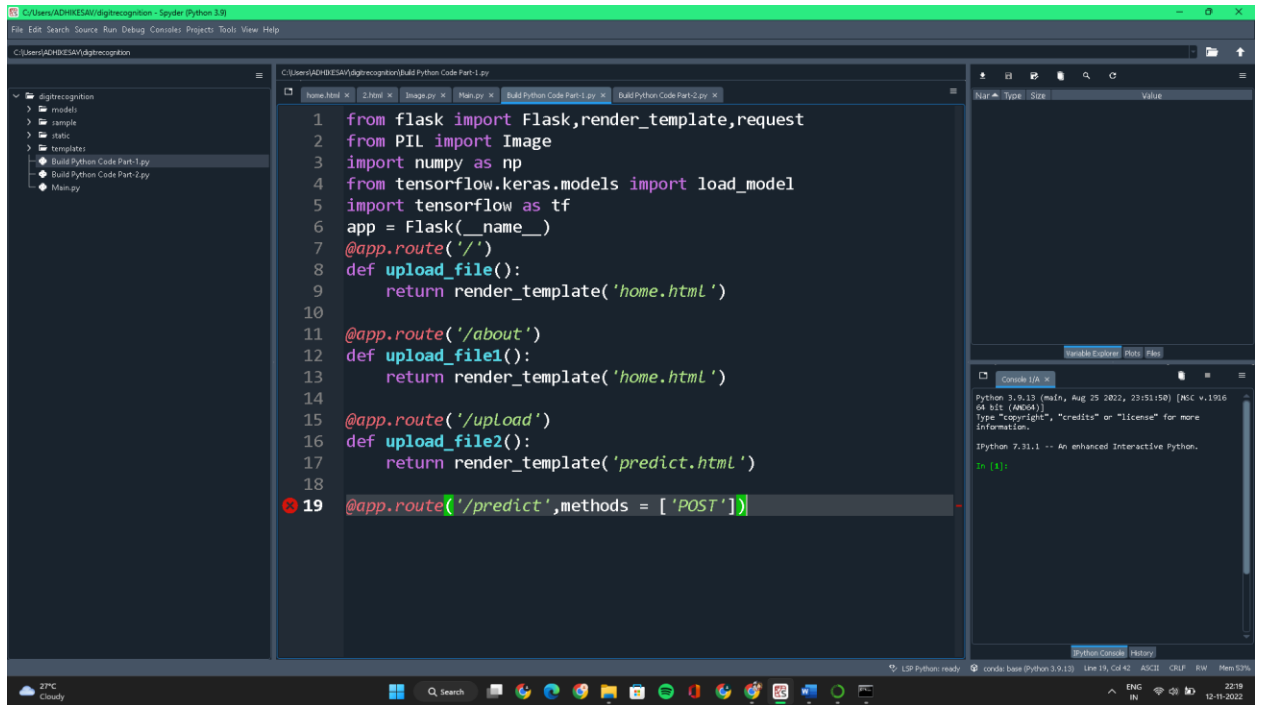 C:/Users/ADHIKESAV/digitrecognition - Spyder (Python 3.9)
File Edit Search Source Run Debug Consoles Projects Tools View Help
C:\Users\ADHIKESAV\digitrecognition
C:\Users\ADHIKESAV\digitrecognition\Build Python Code Part-1.py
home.html 2.html Image.py Main.py Build Python Code Part-1.py Build Python Code Part-2.py
digitrecognition
models
sample
static
templates
Build Python Code Part-1.py
Build Python Code Part-2.py
Main.py
1 from flask import Flask,render_template,request
2 from PIL import Image
3 import numpy as np
4 from tensorflow.keras.models import load_model
5 import tensorflow as tf
6 app = Flask(__name__)
7 @app.route('/')
8 def upload_file():
9     return render_template('home.html')
10
11 @app.route('/about')
12 def upload_file1():
13     return render_template('home.html')
14
15 @app.route('/upload')
16 def upload_file2():
17     return render_template('predict.html')
18
19 @app.route('/predict',methods = ['POST'])
Nar Type Size Value
Variable Explorer Plots Files
Console 1/A
Python 3.9.13 (main, Aug 25 2022, 23:51:50) [MSC v.1916
64 bit (AMD64)]
Type "copyright", "credits" or "license" for more
information.
IPython 7.31.1 -- An enhanced Interactive Python.
In [1]:
IPython Console History
LSP Python: ready conda: base (Python 3.9.13) Line 19, Col 42 ASCII CRLF RW Mem 53%
27°C
Cloudy
Search
ENG
IN
22:19
12-11-2022